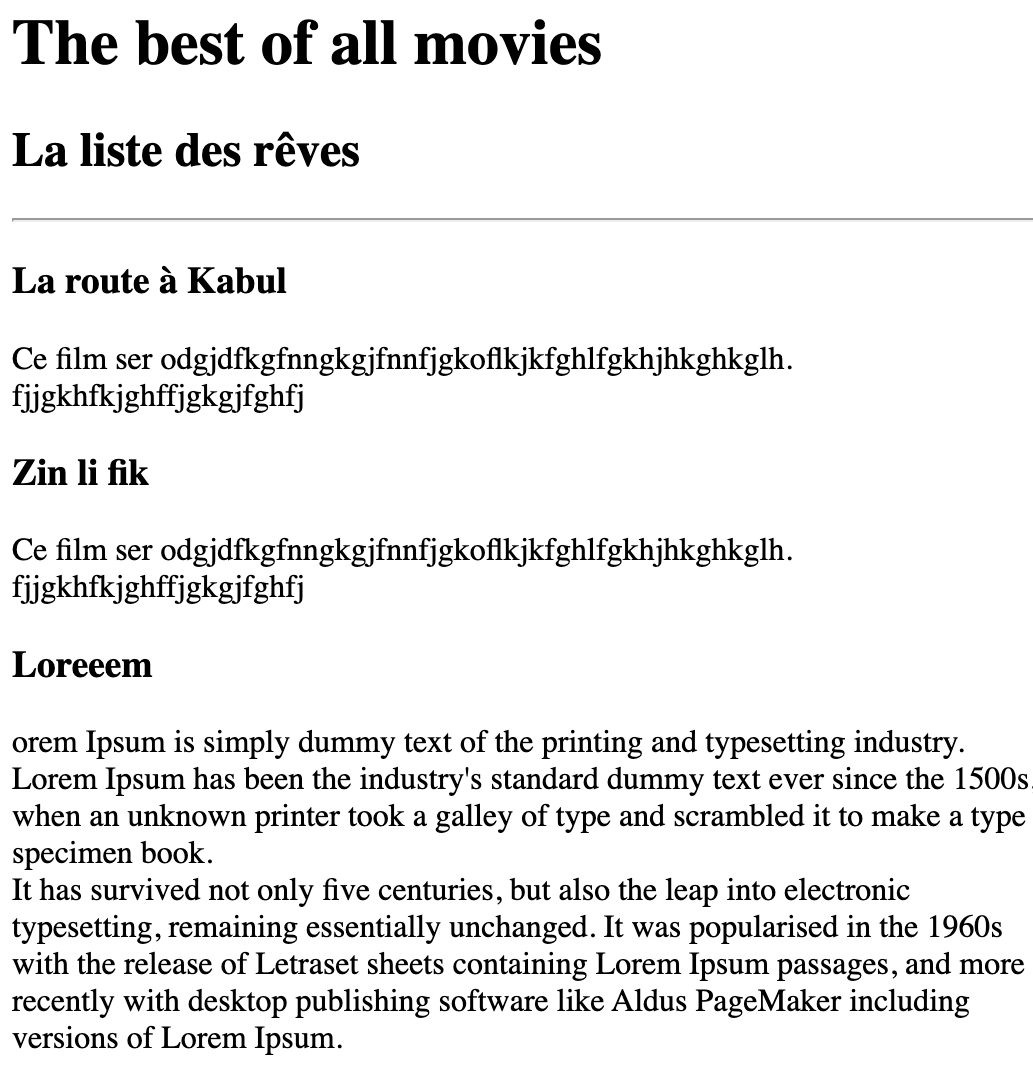 The best of all movies
La liste des rêves
La route à Kabul
Ce film ser odgjdfkgfnngkgjfnnfjgkoflkjkfghlfgkhjhkghkglh.
fjjgkhfkjghffjgkgjfghfj
Zin li fik
Ce film ser odgjdfkgfnngkgjfnnfjgkoflkjkfghlfgkhjhkghkglh.
fjjgkhfkjghffjgkgjfghfj
Loreeem
orem Ipsum is simply dummy text of the printing and typesetting industry.
Lorem Ipsum has been the industry's standard dummy text ever since the 1500s,
when an unknown printer took a galley of type and scrambled it to make a type
specimen book.
It has survived not only five centuries, but also the leap into electronic
typesetting, remaining essentially unchanged. It was popularised in the 1960s
with the release of Letraset sheets containing Lorem Ipsum passages, and more
recently with desktop publishing software like Aldus PageMaker including
versions of Lorem Ipsum.